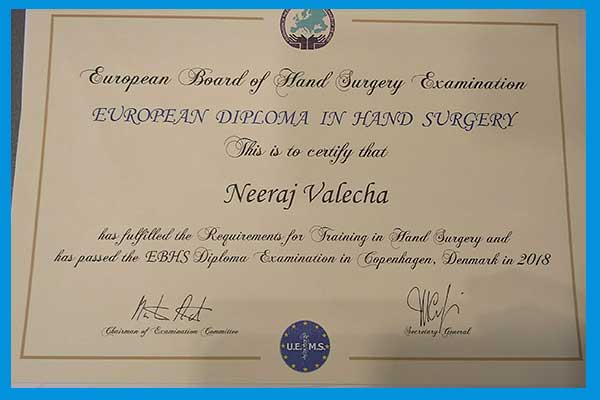 European Board of Hand Surgery Examination
EUROPEAN DIPLOMA IN HAND SURGERY
This is to certify that
Neeraj Valecha
has fulfilled the Requirements for Training in Hand Surgery and
has passed the EBHS Diploma Examination in Copenhagen, Denmark in 2018
Chairman of Examination Committee
Secretary General
U.E.M.S.